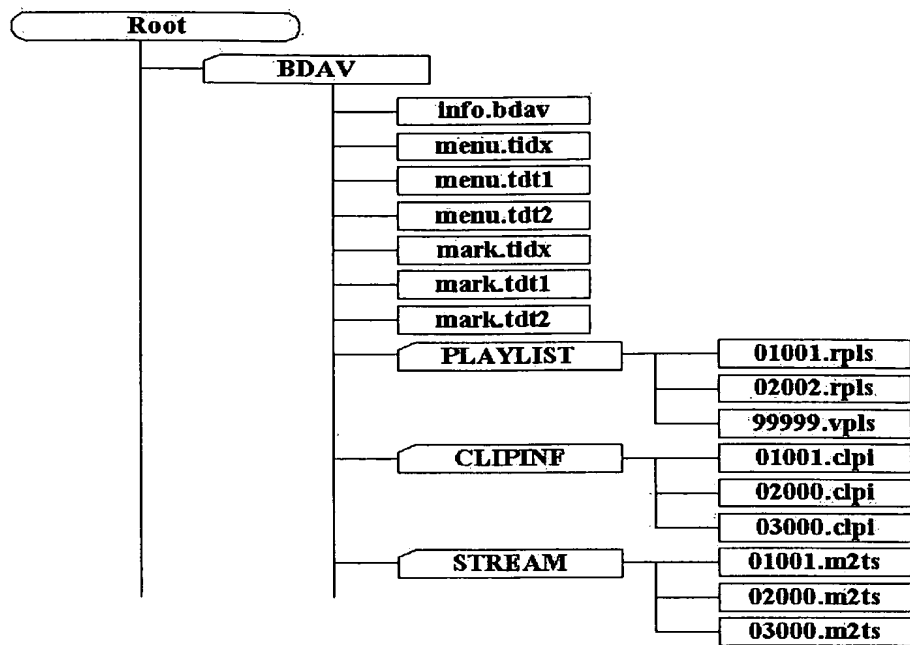 Root
BDAV
info.bdav
menu.tidx
menu.tdt1
menu.tdt2
mark.tidx
mark.tdt1
mark.tdt2
PLAYLIST
01001.rpls
02002.rpls
99999.vpls
CLIPINF
01001.clpi
02000.clpi
03000.clpi
STREAM
01001.m2ts
02000.m2ts
03000.m2ts